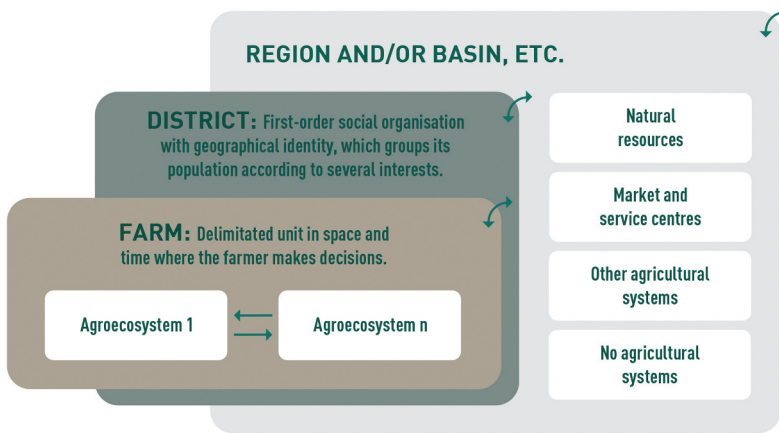 REGION AND/OR BASIN, ETC.
DISTRICT: First-order social organisation
with geographical identity, which groups its
population according to several interests.
FARM: Delimitated unit in space and
time where the farmer makes decisions.
Agroecosystem 1
Agroecosystem n
Natural
resources
Market and
service centres
Other agricultural
systems
No agricultural
systems